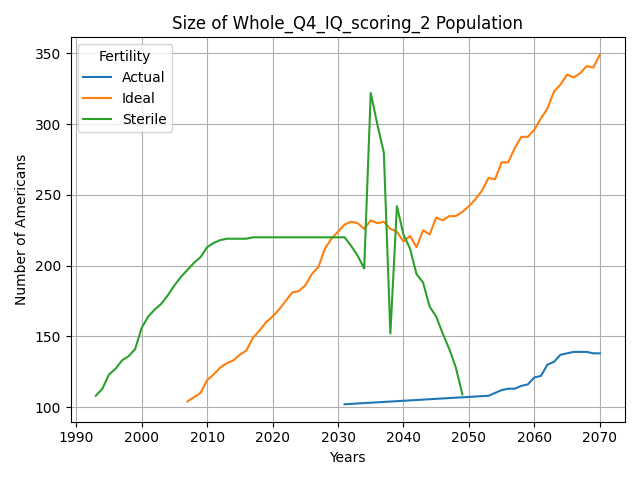 Size of Whole_Q4_IQ_scoring_2 Population
Fertility
Actual
Ideal
Sterile
Number of Americans
350
300
250
200
150
100
1990
2000
2010
2020
2030
2040
2050
2060
2070
Years